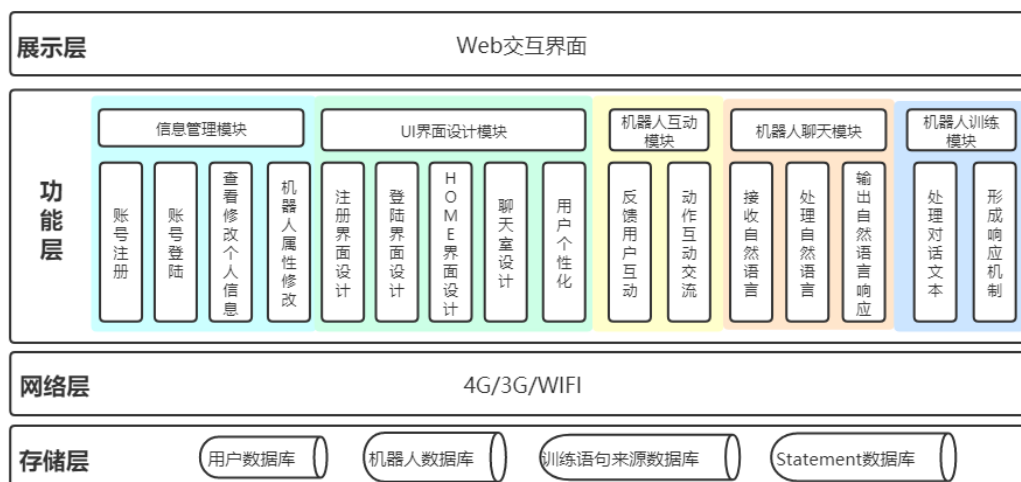 展示层
Web交互界面
功能层
信息管理模块
账号注册
账号登陆
查看修改个人信息
机器人属性修改
UI界面设计模块
注册界面设计
登陆界面设计
HOME界面设计
聊天室设计
用户个性化
机器人互动
模块
反馈用户互动
动作互动交流
机器人聊天模块
接收自然语言
处理自然语言
输出自然语言响应
机器人训练
模块
处理对话文本
形成响应机制
网络层
4G/3G/WIFI
存储层
用户数据库
机器人数据库
训练语句来源数据库
Statement数据库